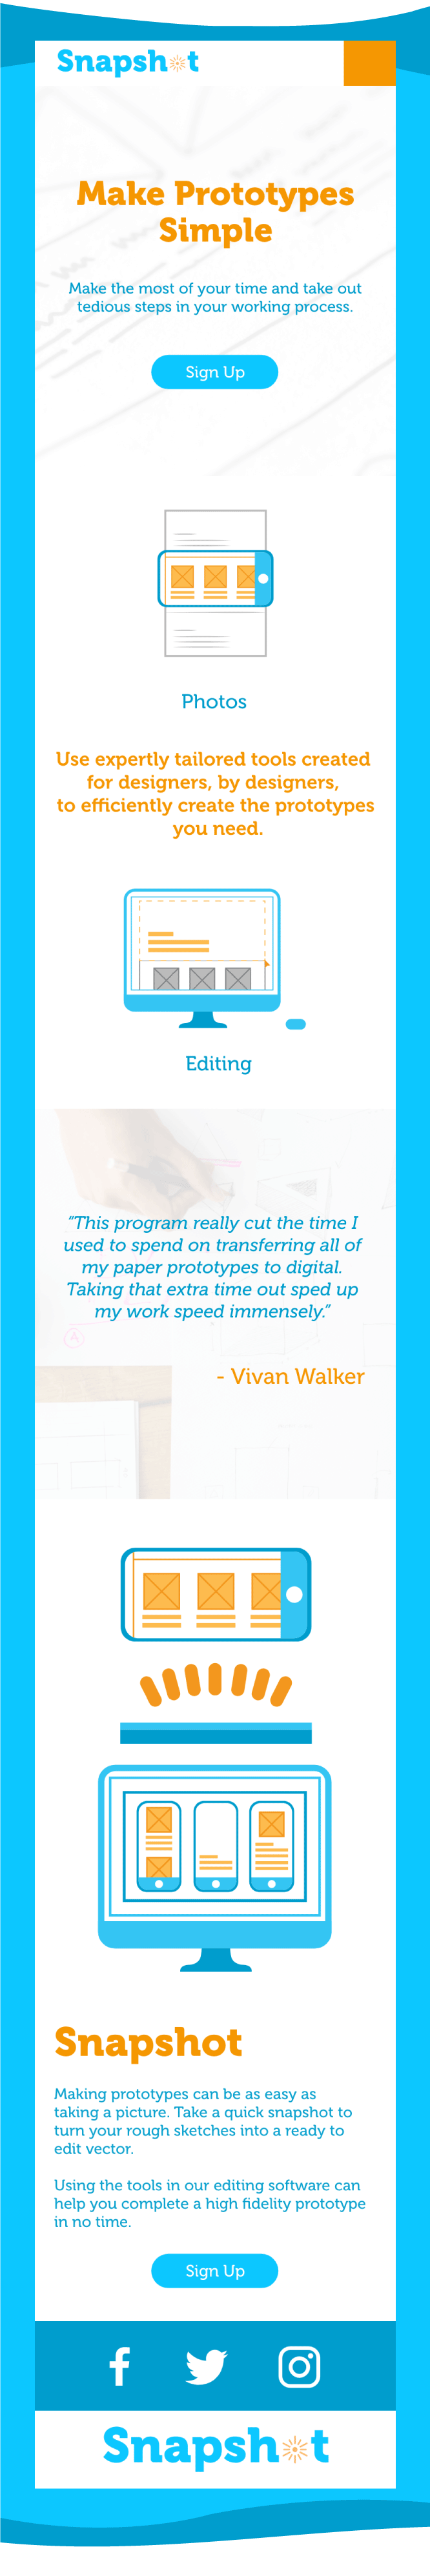 Snapshot
Make Prototypes
Simple
Make the most of your time and take out
tedious steps in your working process.
Sign Up
Photos
Use expertly tailored tools created
for designers, by designers,
to efficiently create the prototypes
you need.
Editing
“This program really cut the time I
used to spend on transferring all of
my paper prototypes to digital.
Taking that extra time out sped up
my work speed immensely.”
A
- Vivan Walker
Snapshot
Making prototypes can be as easy as
taking a picture. Take a quick snapshot to
turn your rough sketches into a ready to
edit vector.
Using the tools in our editing software can
help you complete a high fidelity prototype
in no time.
Sign Up
Snapshot